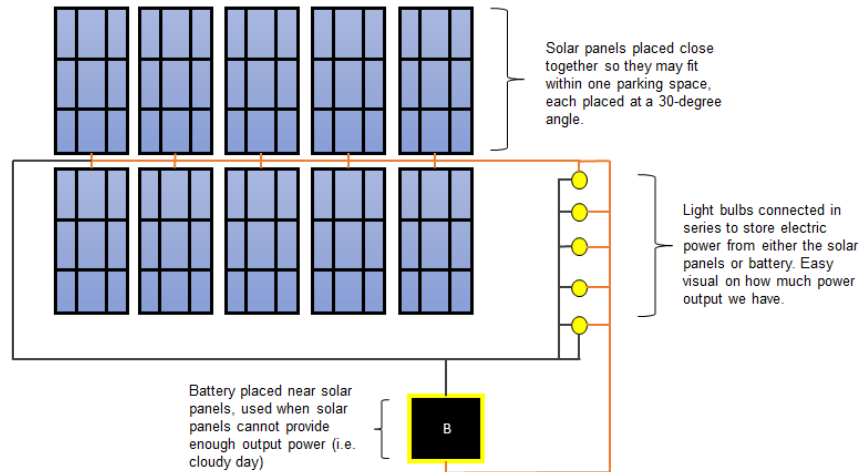 Solar panels placed close
together so they may fit
within one parking space,
each placed at a 30-degree
angle.
Light bulbs connected in
series to store electric
power from either the solar
panels or battery. Easy
visual on how much power
output we have.
Battery placed near solar
panels, used when solar
panels cannot provide
enough output power (i.e.
cloudy day)
B